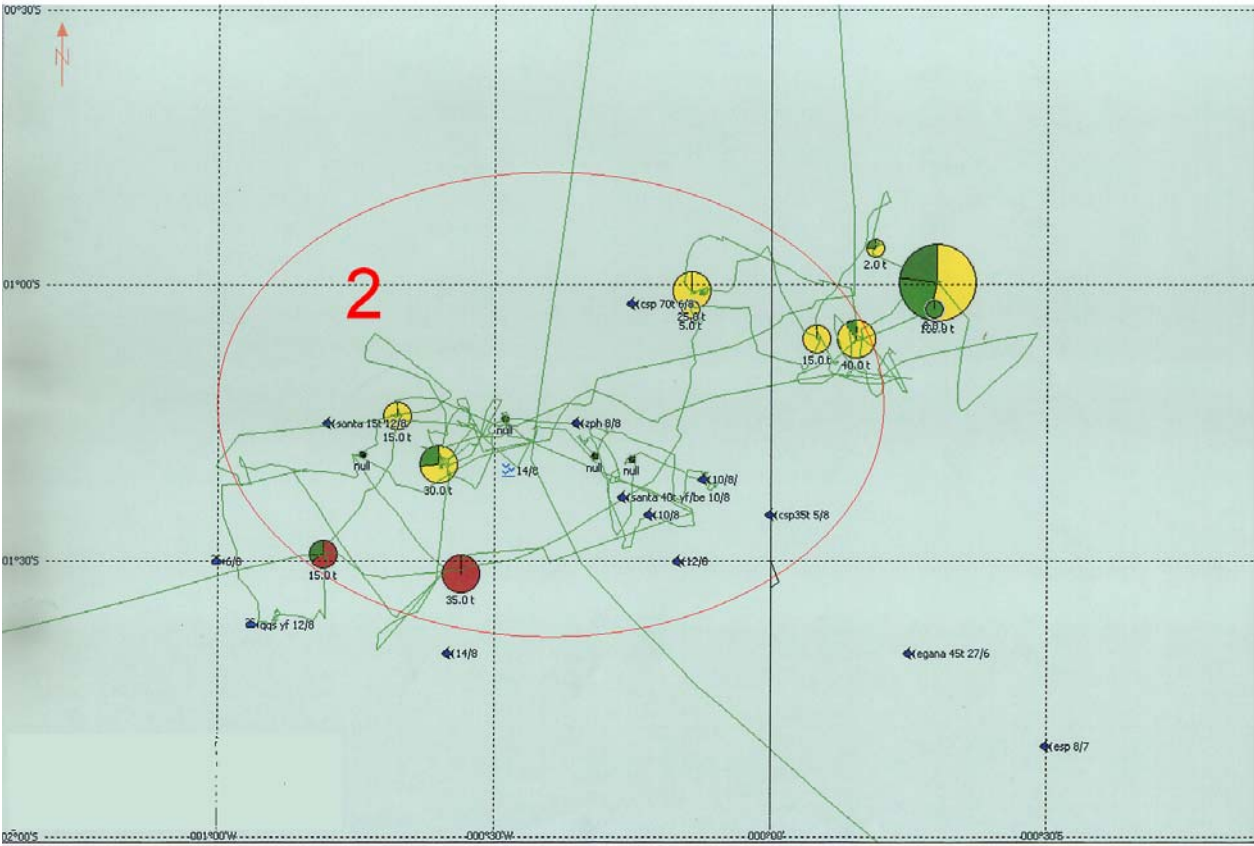 00°30'S
N
01°00'S
2
2.0 t
csp 70t 6/8
25.0 t
5.0 t
15.0 t
40.0 t
santa 15t 12/8
15.0 t
null
zph 8/8
null
null
null
14/8
30.0 t
10/8/
santa 40t yf/be 10/8
10/8
csp35t 5/8
01°30'S
6/8
15.0 t
35.0 t
12/8
yf 12/8
14/8
egana 45t 27/6
esp 8/7
02°00'S
-001°00'W
-000°30'W
-000°00'
-000°30'E